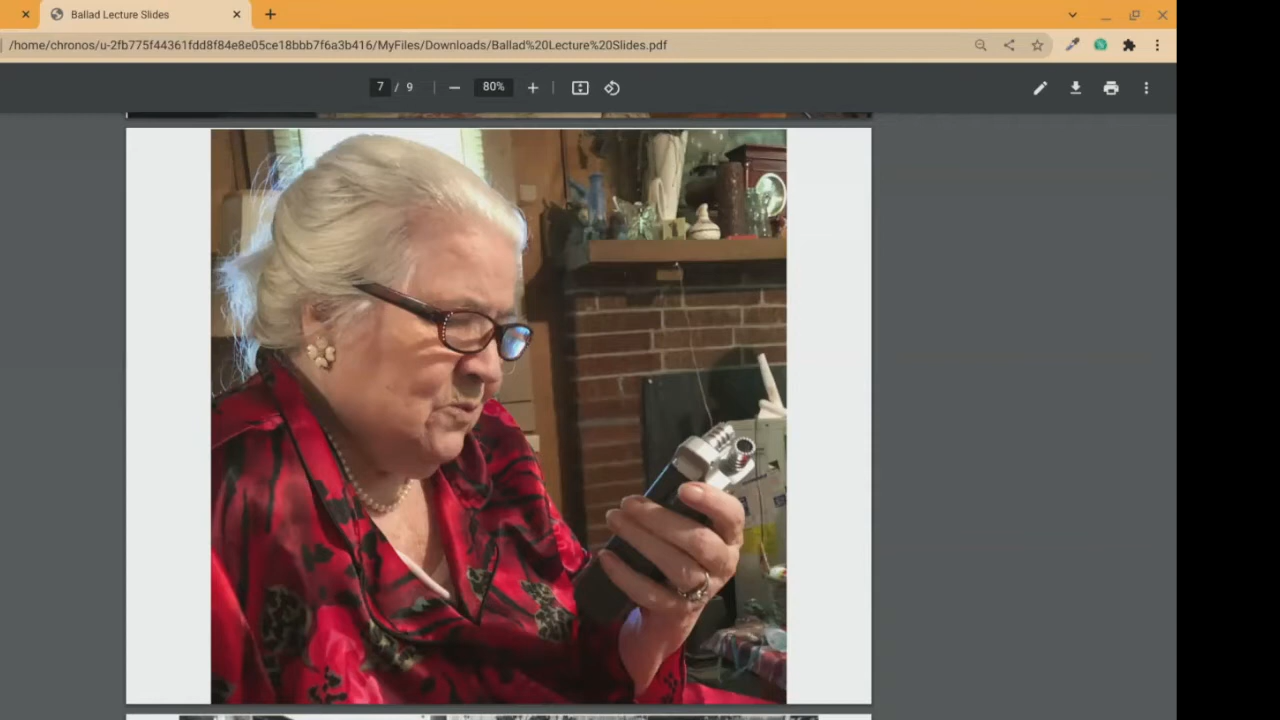 Ballad Lecture Slides
/home/chronos/u-2fb775f44361fdd8f84e8e05ce18bbb7f6a3b416/MyFiles/Downloads/Ballad%20Lecture%20Slides.pdf
7 / 9
80%